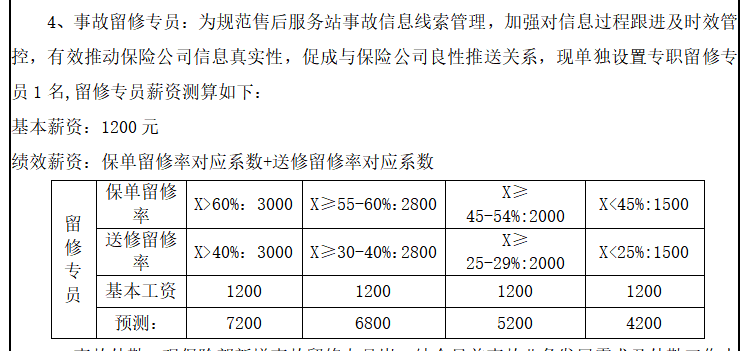 4、事故留修专员：为规范售后服务站事故信息线索管理，加强对信息过程跟进及时效管
控，有效推动保险公司信息真实性，促成与保险公司良性推送关系，现单独设置专职留修专
员1名,留修专员薪资测算如下：
基本薪资：1200元
绩效薪资：保单留修率对应系数+送修留修率对应系数
留修专员
保单留修率 X>60%：3000 X≥55-60%:2800 X≥45-54%:2000 X<45%:1500
送修留修率 X>40%：3000 X≥30-40%:2800 X≥25-29%:2000 X<25%:1500
基本工资 1200 1200 1200 1200
预测： 7200 6800 5200 4200